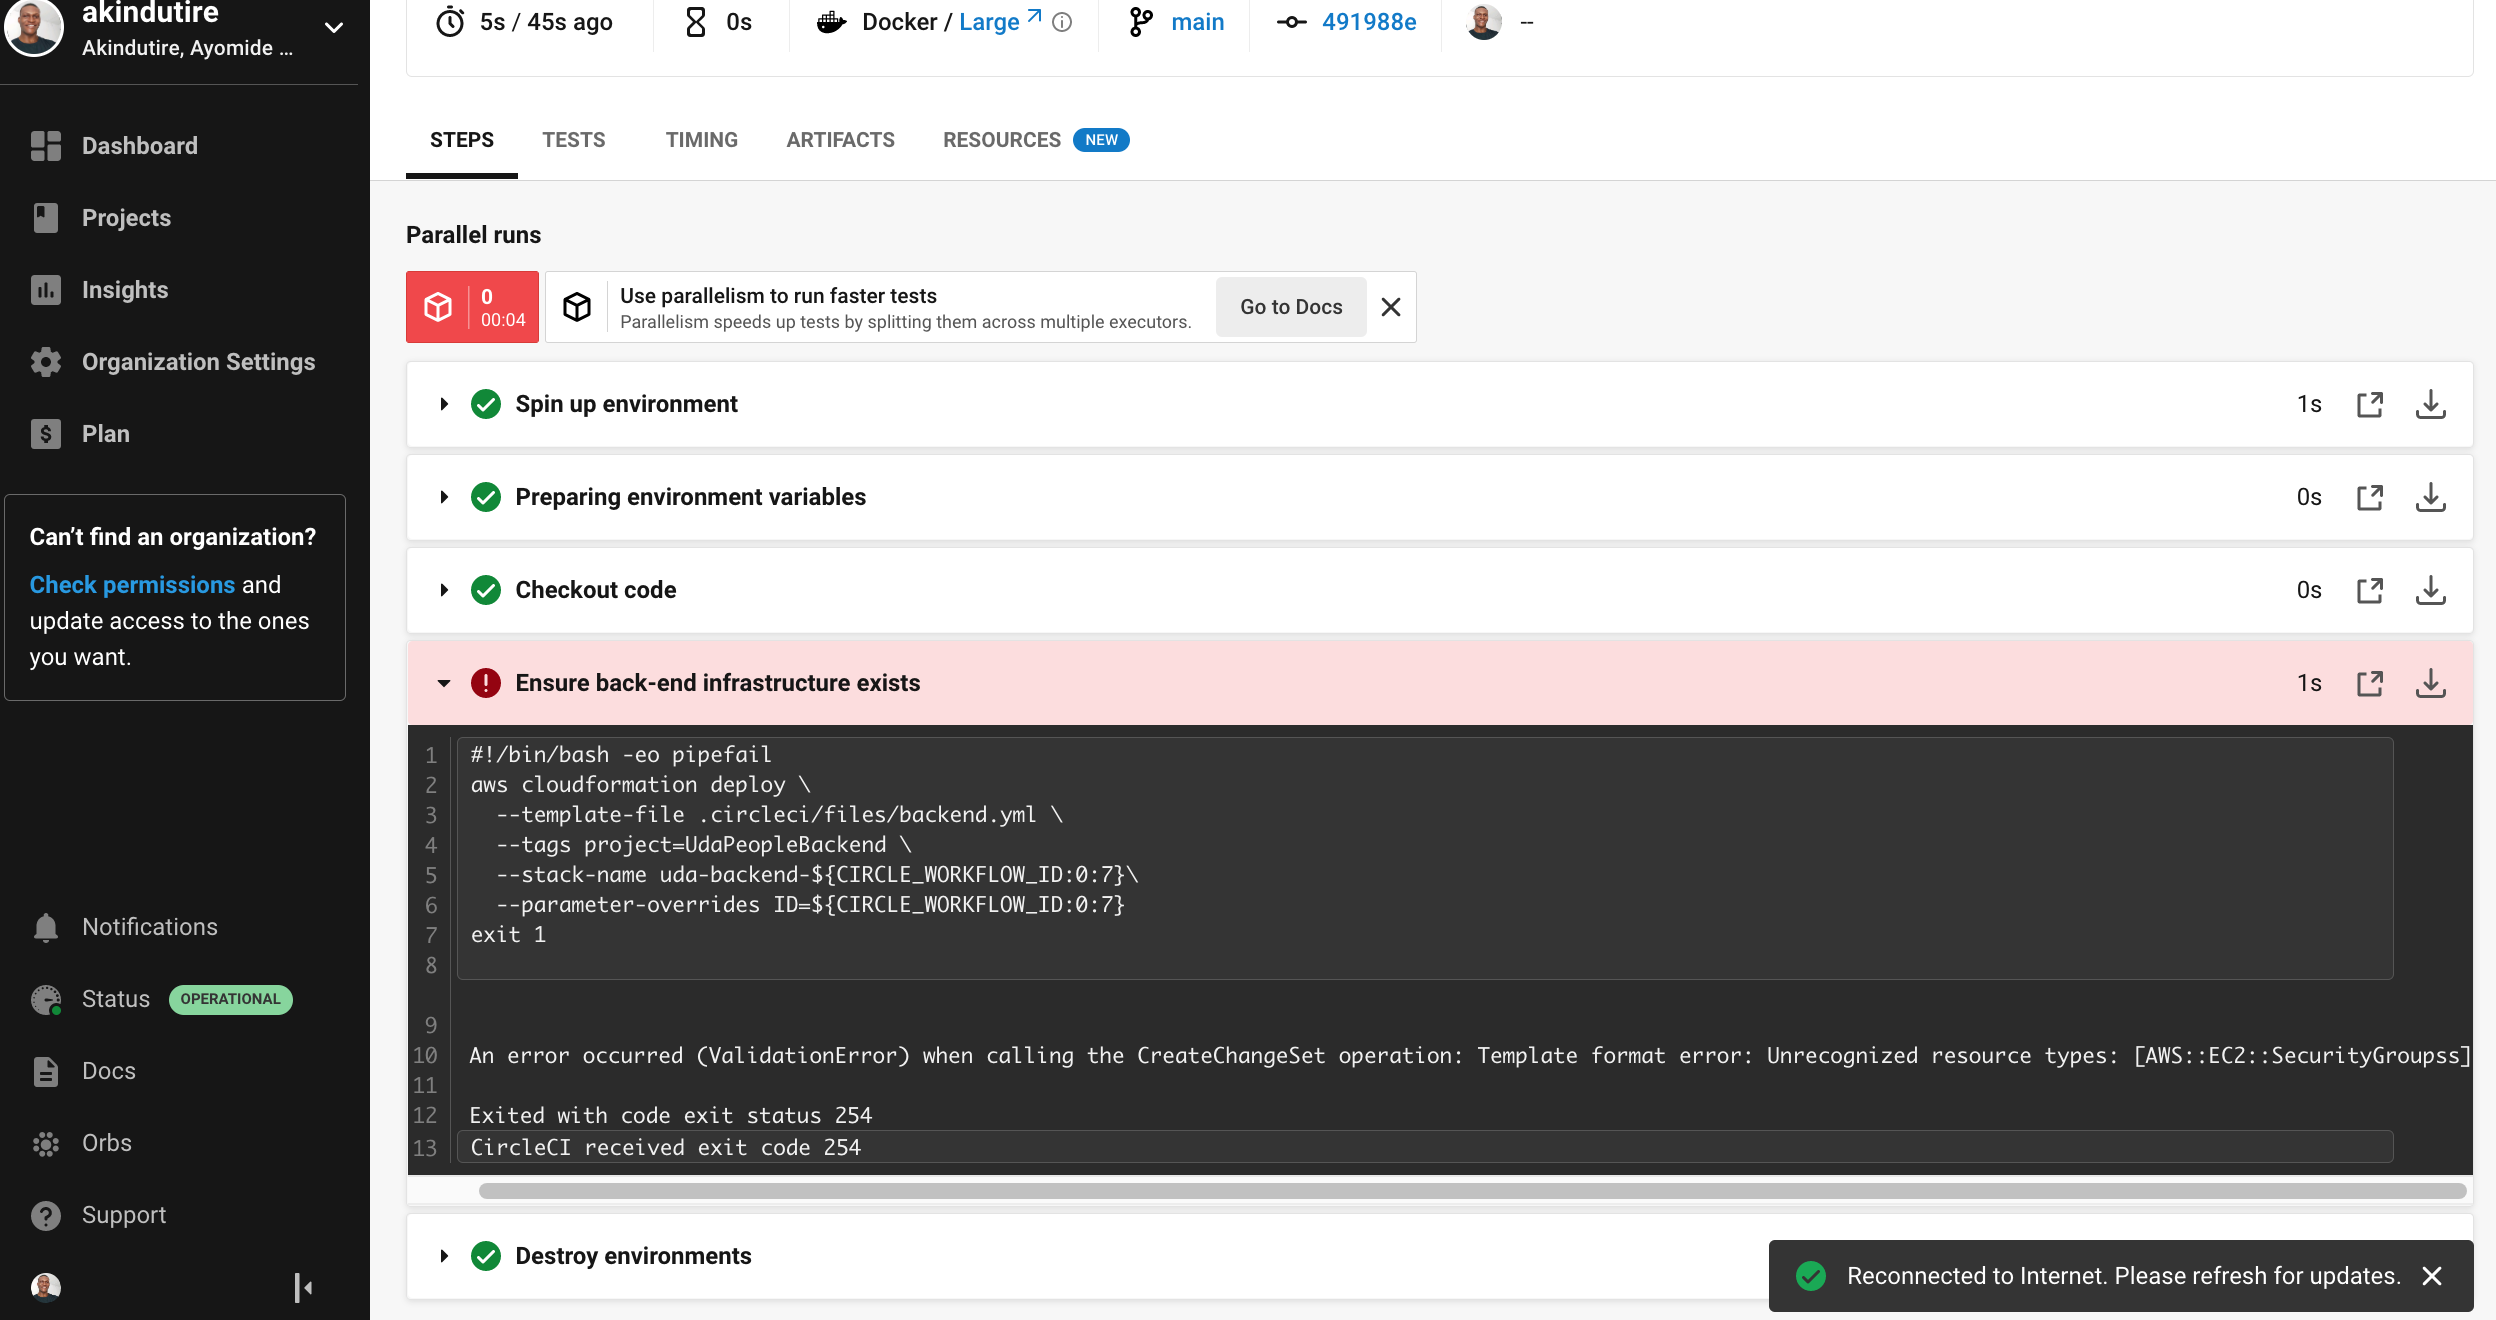 akindutire
Akindutire, Ayomide ...
Dashboard
Projects
Insights
Organization Settings
Plan
Can't find an organization?
Check permissions and
update access to the ones
you want.
Notifications
Status OPERATIONAL
Docs
Orbs
Support
5s / 45s ago
0s
Docker / Large
main
491988e
--
STEPS
TESTS
TIMING
ARTIFACTS
RESOURCES NEW
Parallel runs
0
00:04
Use parallelism to run faster tests
Parallelism speeds up tests by splitting them across multiple executors.
Go to Docs
Spin up environment 1s
Preparing environment variables 0s
Checkout code 0s
Ensure back-end infrastructure exists 1s
1 #!/bin/bash -eo pipefail
2 aws cloudformation deploy \
3 --template-file .circleci/files/backend.yml \
4 --tags project=UdaPeopleBackend \
5 --stack-name uda-backend-${CIRCLE_WORKFLOW_ID:0:7}\
6 --parameter-overrides ID=${CIRCLE_WORKFLOW_ID:0:7}
7 exit 1
8
9
10 An error occurred (ValidationError) when calling the CreateChangeSet operation: Template format error: Unrecognized resource types: [AWS::EC2::SecurityGroupss]
11
12 Exited with code exit status 254
13 CircleCI received exit code 254
Destroy environments
Reconnected to Internet. Please refresh for updates.